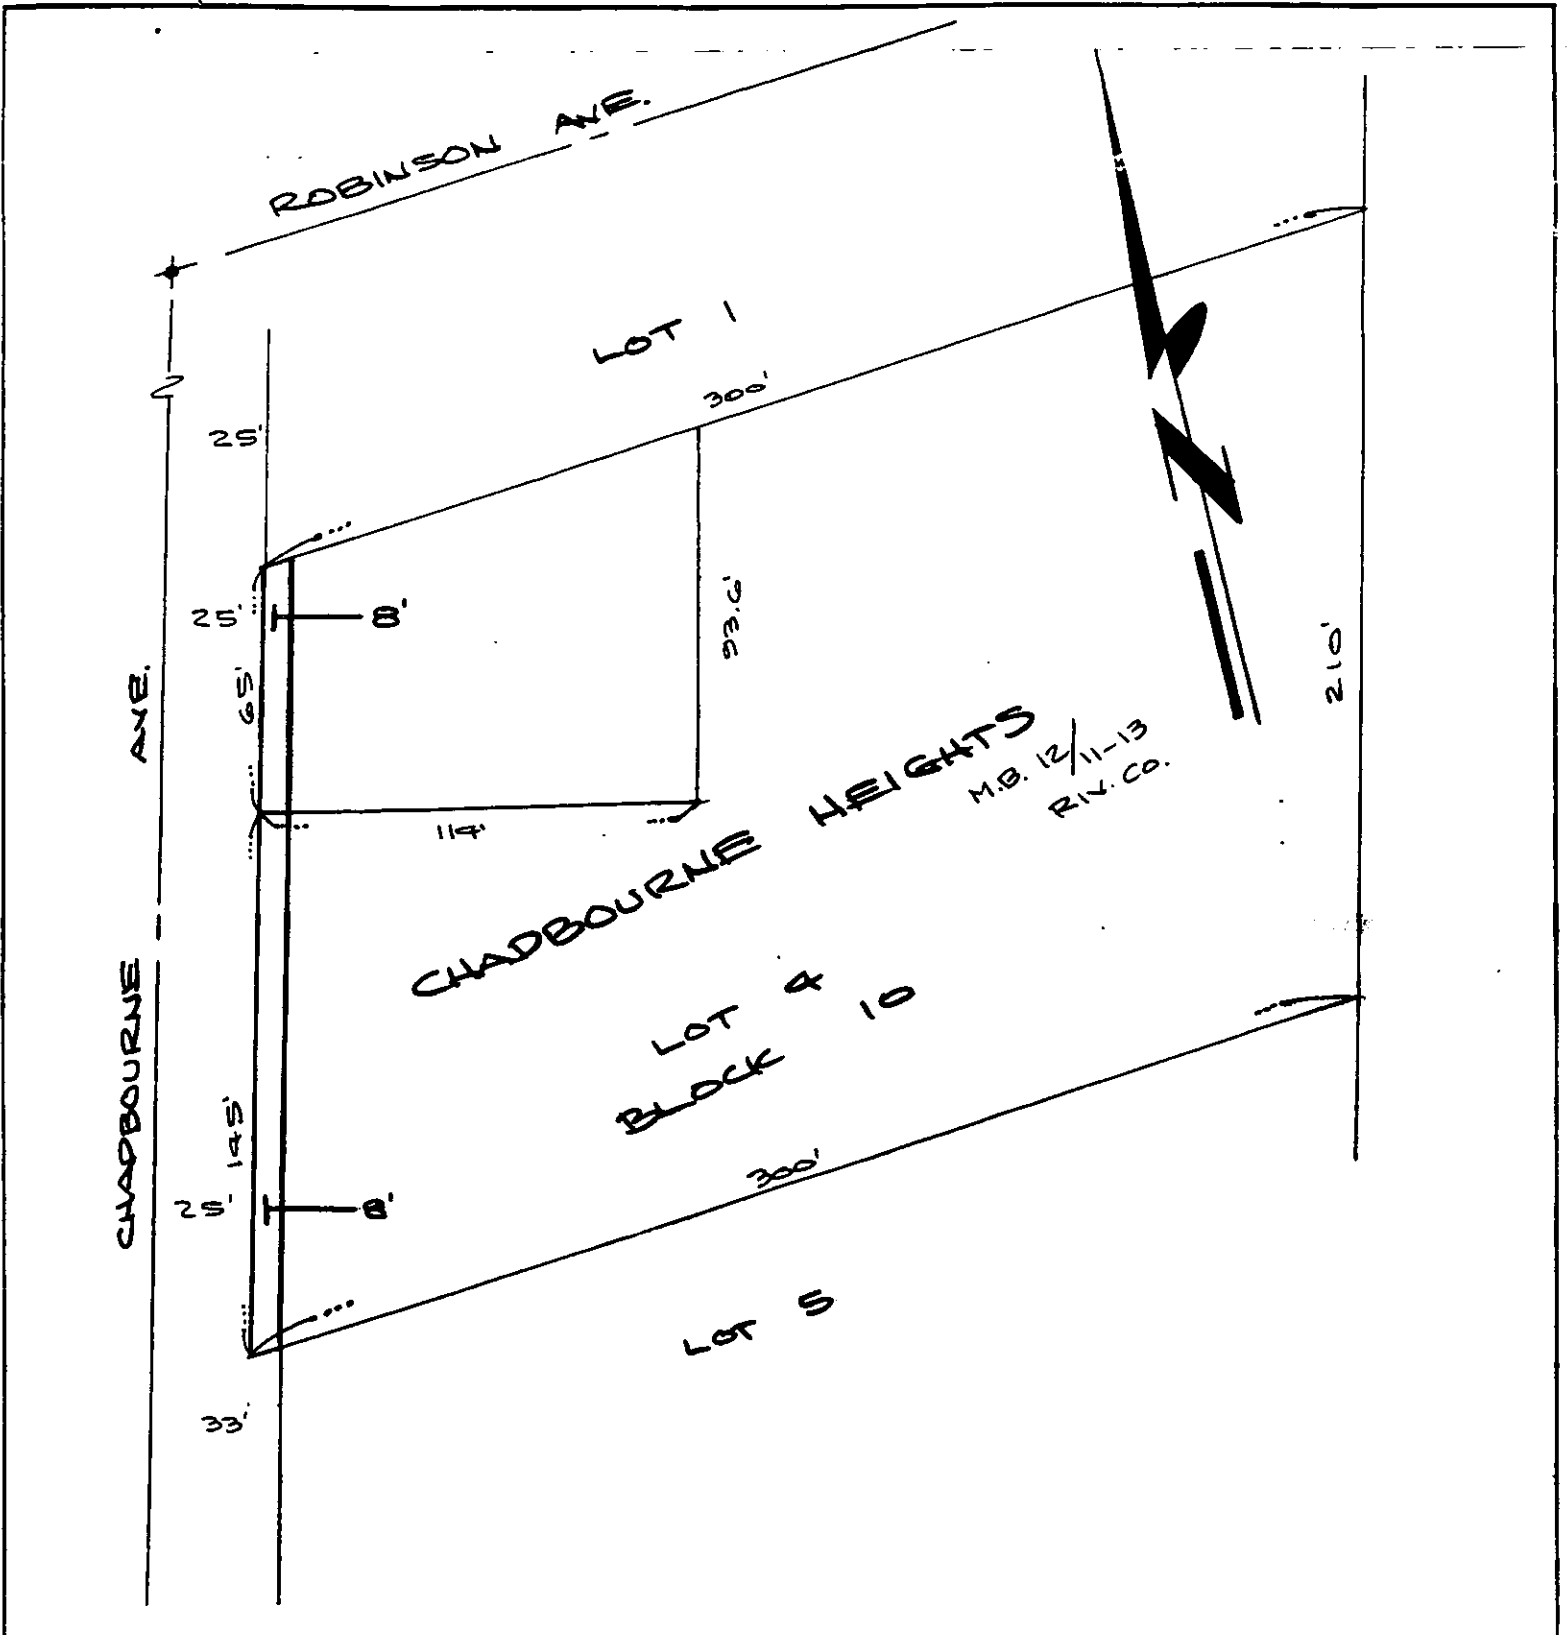 ROBINSON AVE.
LOT 1
300'
25'
25'
8'
65'
93.6'
114'
210'
CHADBOURNE AVE.
CHADBOURNE HEIGHTS
M.B. 12/11-13
RIV. CO.
LOT 4
BLOCK 10
145'
25'
8'
300'
LOT 5
33'
N